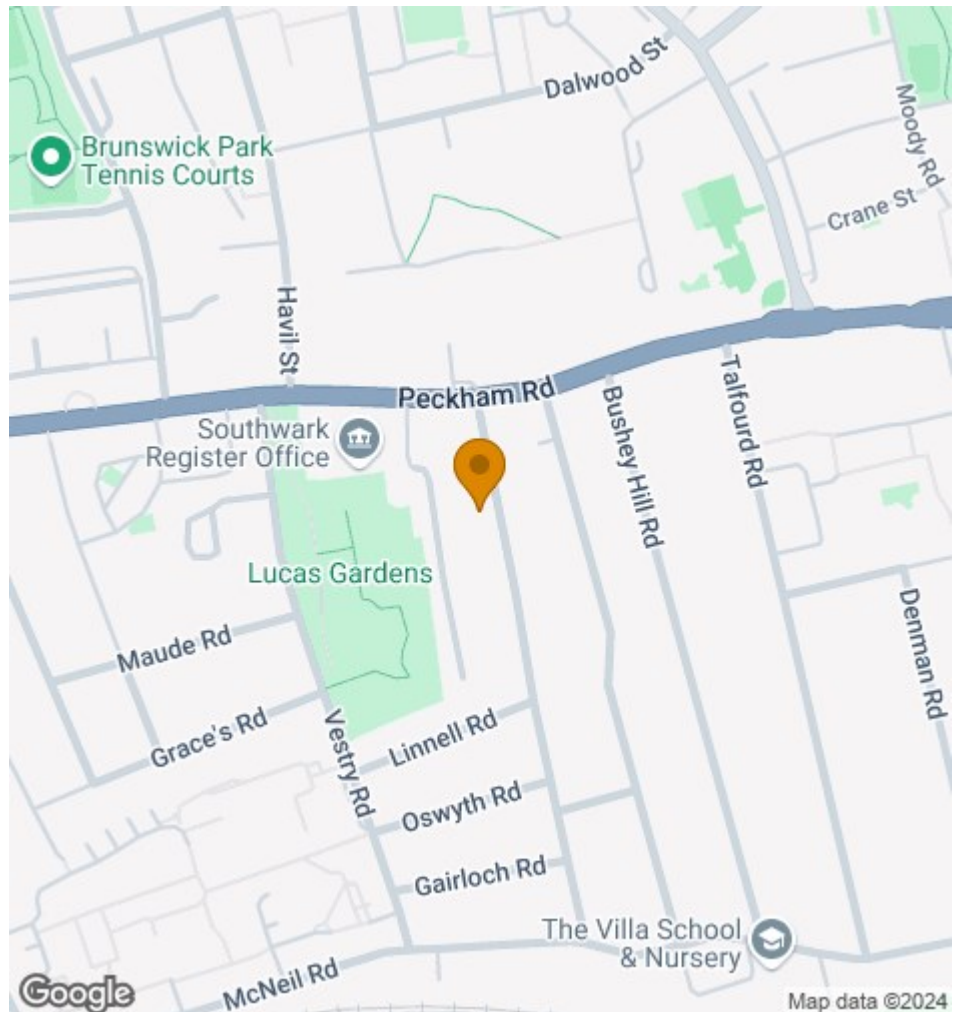 Dalwood St
Moody Rd
Brunswick Park
Tennis Courts
Crane St
Havil St
Peckham Rd
Talfourd Rd
Bushey Hill Rd
Southwark
Register Office
Lucas Gardens
Denman Rd
Maude Rd
Grace's Rd
Vestry Rd
Linnell Rd
Oswyth Rd
Gairloch Rd
The Villa School
& Nursery
McNeil Rd
Google
Map data ©2024